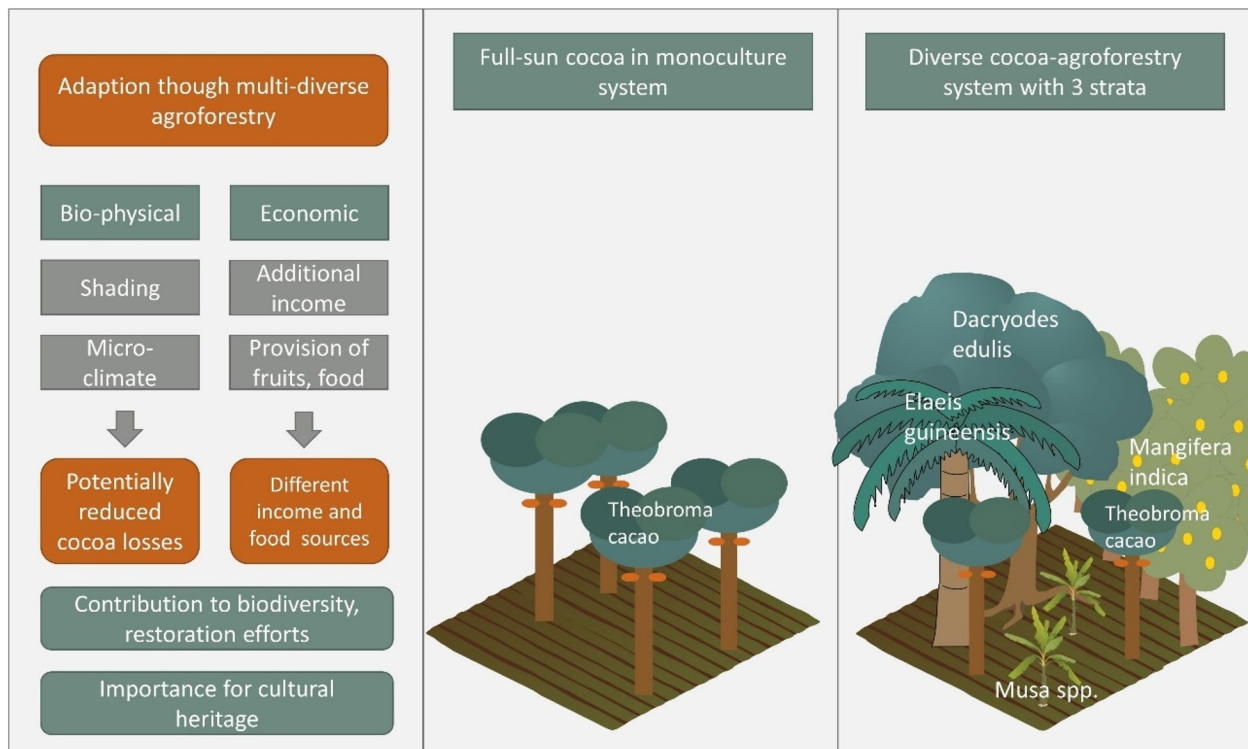 Adaption though multi-diverse
agroforestry
Bio-physical
Economic
Shading
Additional
income
Micro-
climate
Provision of
fruits, food
Potentially
reduced
cocoa losses
Different
income and
food sources
Contribution to biodiversity,
restoration efforts
Importance for cultural
heritage
Full-sun cocoa in monoculture
system
Theobroma
cacao
Diverse cocoa-agroforestry
system with 3 strata
Dacryodes
edulis
Elaeis
guineensis
Mangifera
indica
Theobroma
cacao
Musa spp.